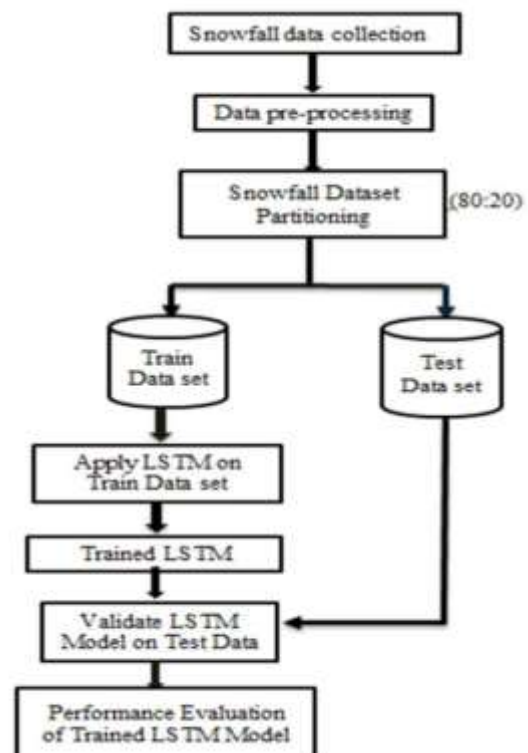 Snowfall data collection
Data pre-processing
Snowfall Dataset
Partitioning
(80:20)
Train
Data set
Test
Data set
Apply LSTM on
Train Data set
Trained LSTM
Validate LSTM
Model on Test Data
Performance Evaluation
of Trained LSTM Model